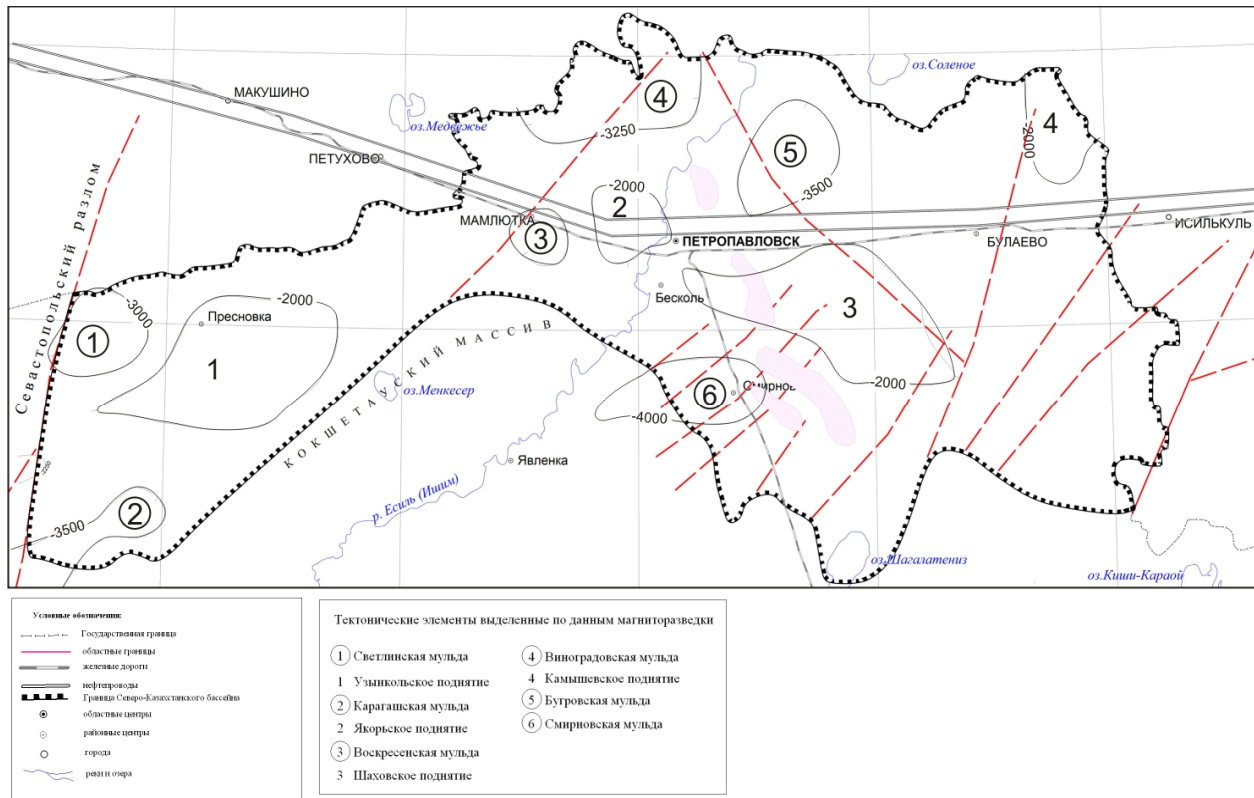 оз.Соленое
МАКУШИНО
4
4
оз.Медвежье
-3250
-2000
5
ПЕТУХОВО
-2000
-3500
2
МАМЛЮТКА
ИСИЛЬКУЛЬ
3
ПЕТРОПАВЛОВСК
БУЛАЕВО
Севастопольский разлом
Бесколь
-3000
-2000
3
Пресновка
1
1
КОКШЕТАУСКИЙ МАССИВ
оз.Менкесер
-2000
6
Смирнов
-4000
Явленка
-2250
р. Есиль (Ишим)
2
-3500
оз.Шагалатениз
оз.Киши-Караой
Условные обозначения:
Государственная граница
областные границы
железные дороги
нефтепроводы
Граница Северо-Казахстанского бассейна
областные центры
районные центры
города
реки и озера
Тектонические элементы выделенные по данным магниторазведки
1 Светлинская мульда
1 Узынкольское поднятие
2 Карагашская мульда
2 Якорьское поднятие
3 Воскресенская мульда
3 Шаховское поднятие
4 Виноградовская мульда
4 Камышевское поднятие
5 Бугровская мульда
6 Смирновская мульда